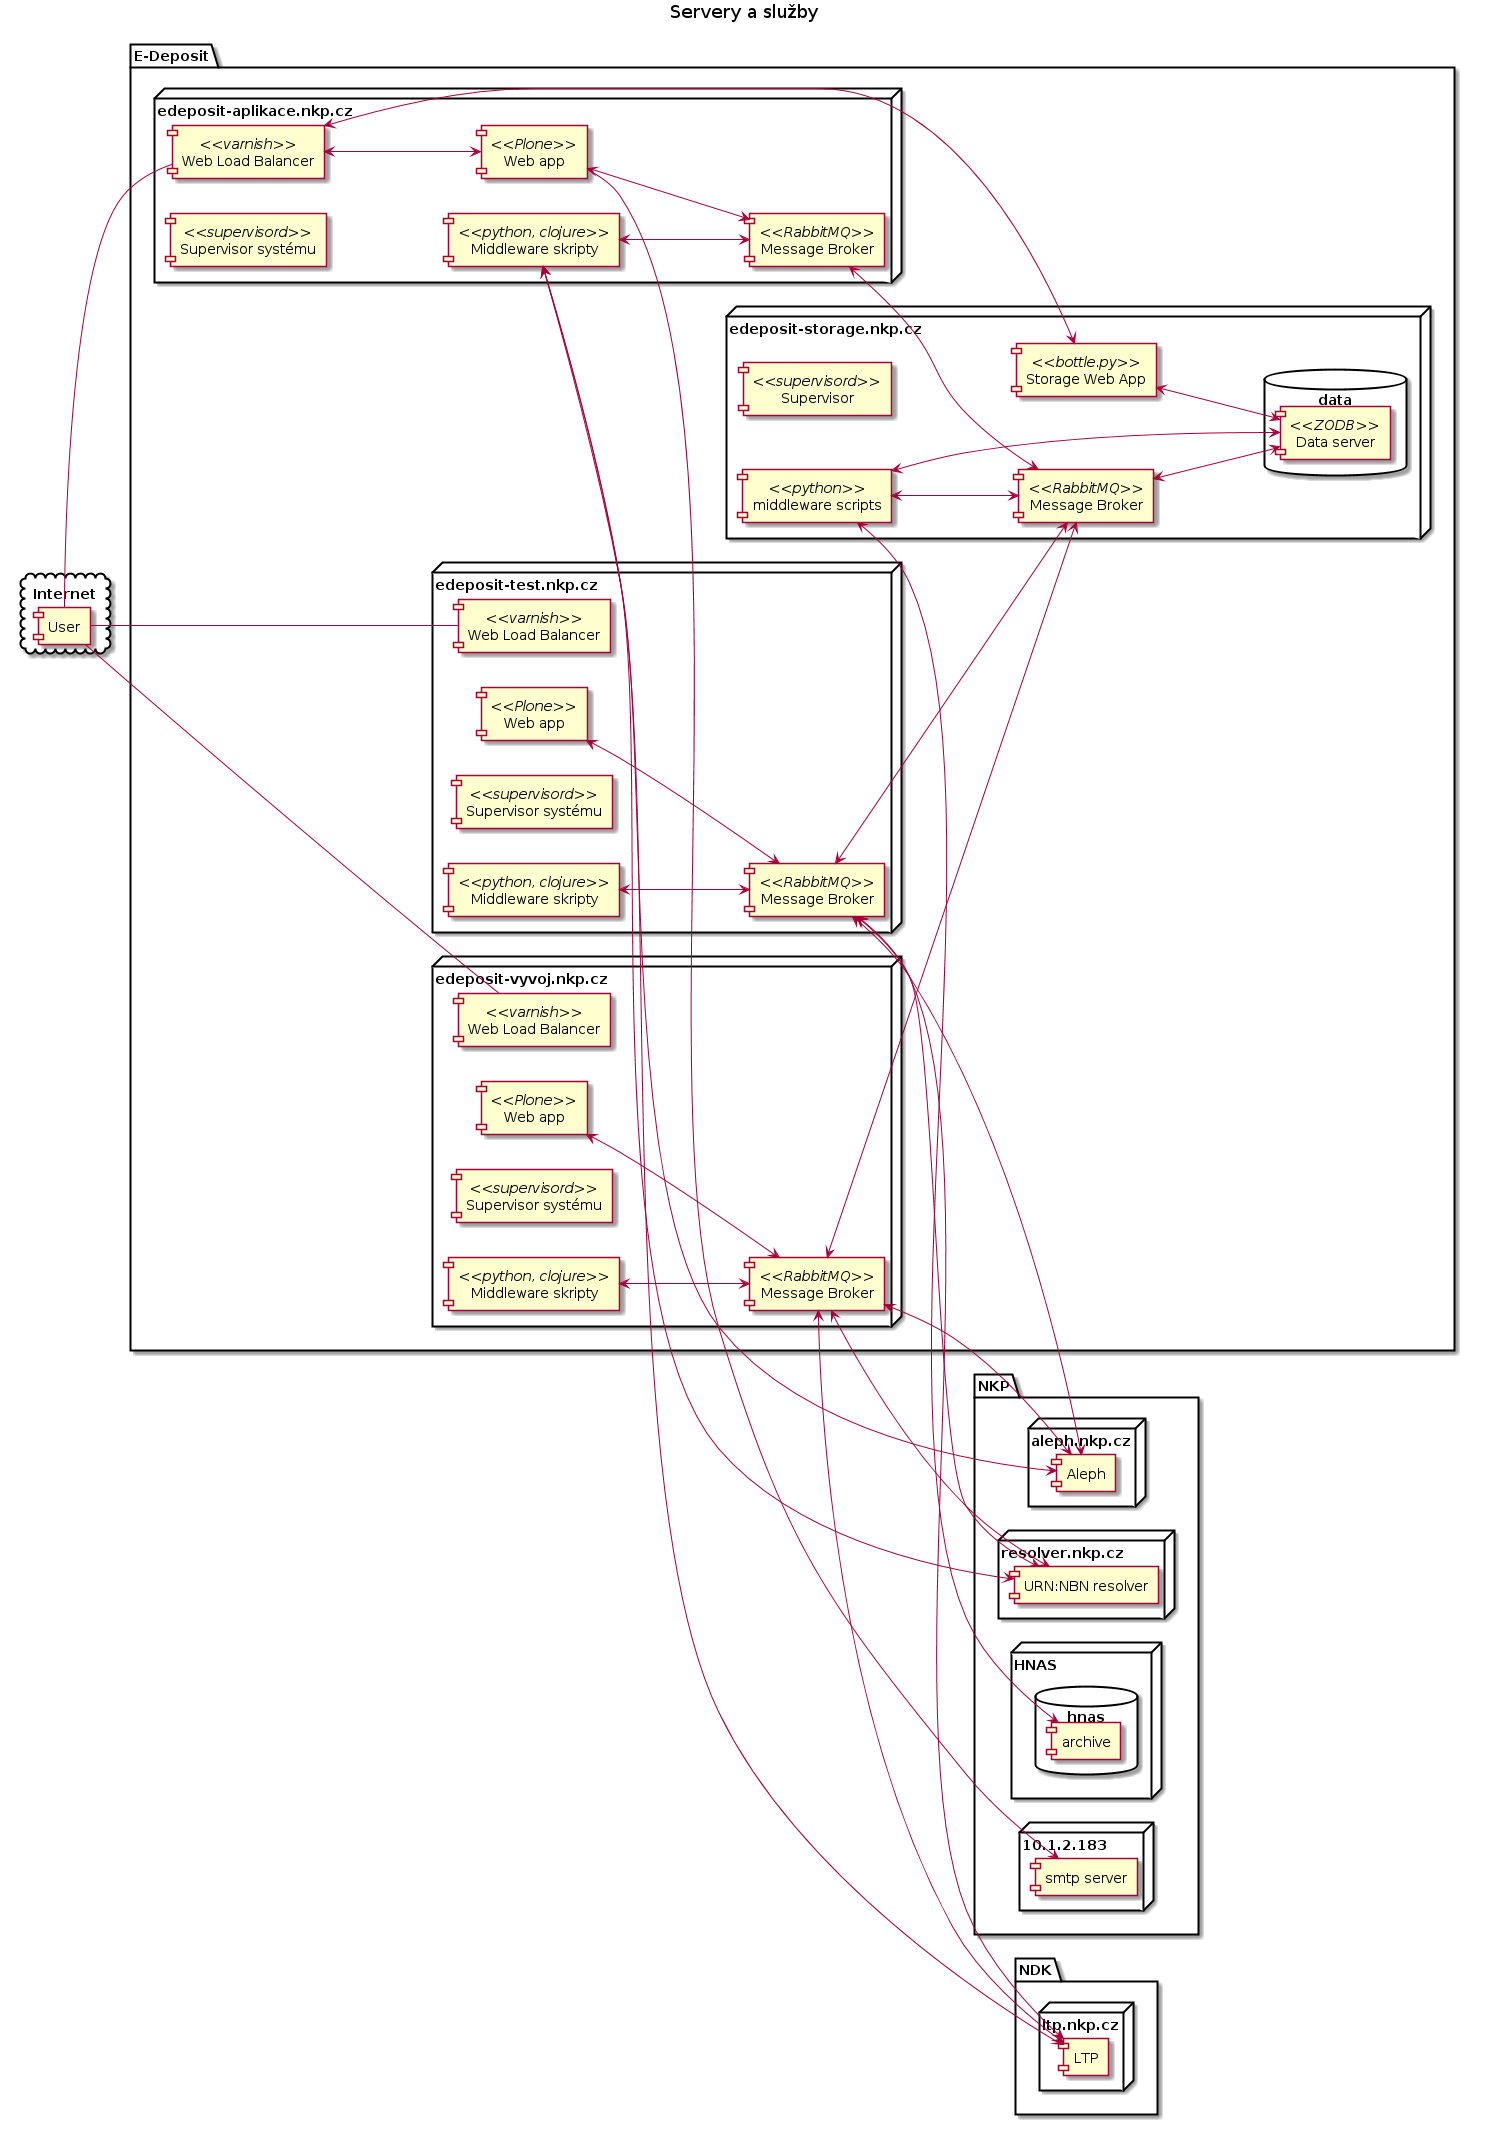 Servery a služby
E-Deposit
edeposit-aplikace.nkp.cz
<<varnish>>
Web Load Balancer
<<Plone>>
Web app
<<supervisord>>
Supervisor systému
<<python, clojure>>
Middleware skripty
<<RabbitMQ>>
Message Broker
edeposit-storage.nkp.cz
<<supervisord>>
Supervisor
<<bottle.py>>
Storage Web App
data
<<ZODB>>
Data server
<<python>>
middleware scripts
<<RabbitMQ>>
Message Broker
Internet
User
edeposit-test.nkp.cz
<<varnish>>
Web Load Balancer
<<Plone>>
Web app
<<supervisord>>
Supervisor systému
<<python, clojure>>
Middleware skripty
<<RabbitMQ>>
Message Broker
edeposit-vyvoj.nkp.cz
<<varnish>>
Web Load Balancer
<<Plone>>
Web app
<<supervisord>>
Supervisor systému
<<python, clojure>>
Middleware skripty
<<RabbitMQ>>
Message Broker
NKP
aleph.nkp.cz
Aleph
resolver.nkp.cz
URN:NBN resolver
HNAS
hnas
archive
10.1.2.183
smtp server
NDK
ltp.nkp.cz
LTP